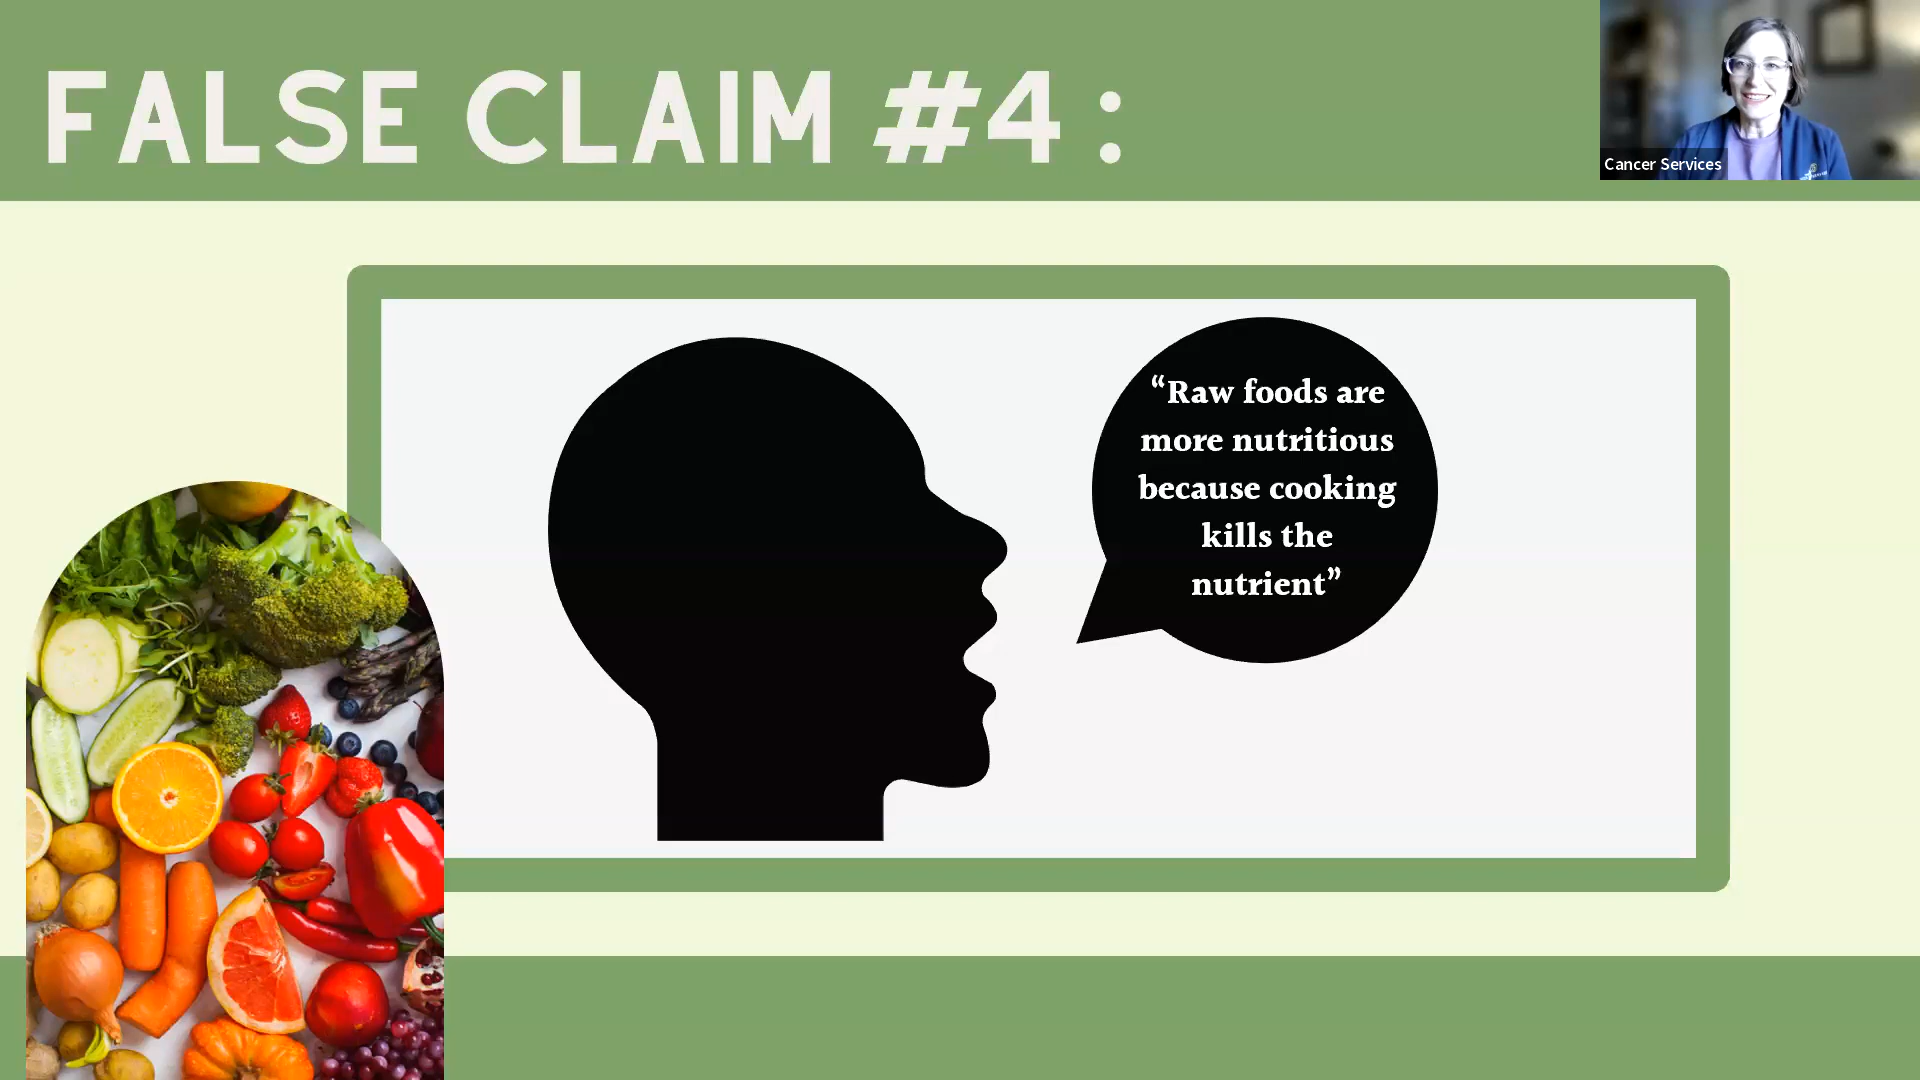 FALSE CLAIM #4 :
Cancer Services
“Raw foods are
more nutritious
because cooking
kills the
nutrient”